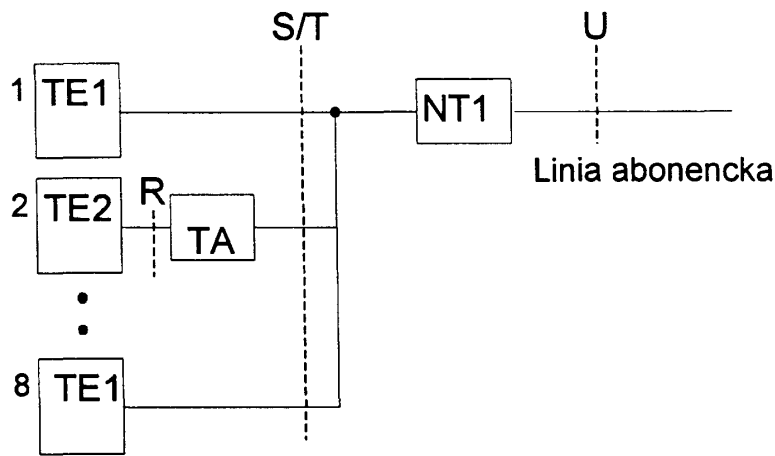 S/T
U
1
TE1
NT1
Linia abonencka
2
TE2
R
TA
8
TE1